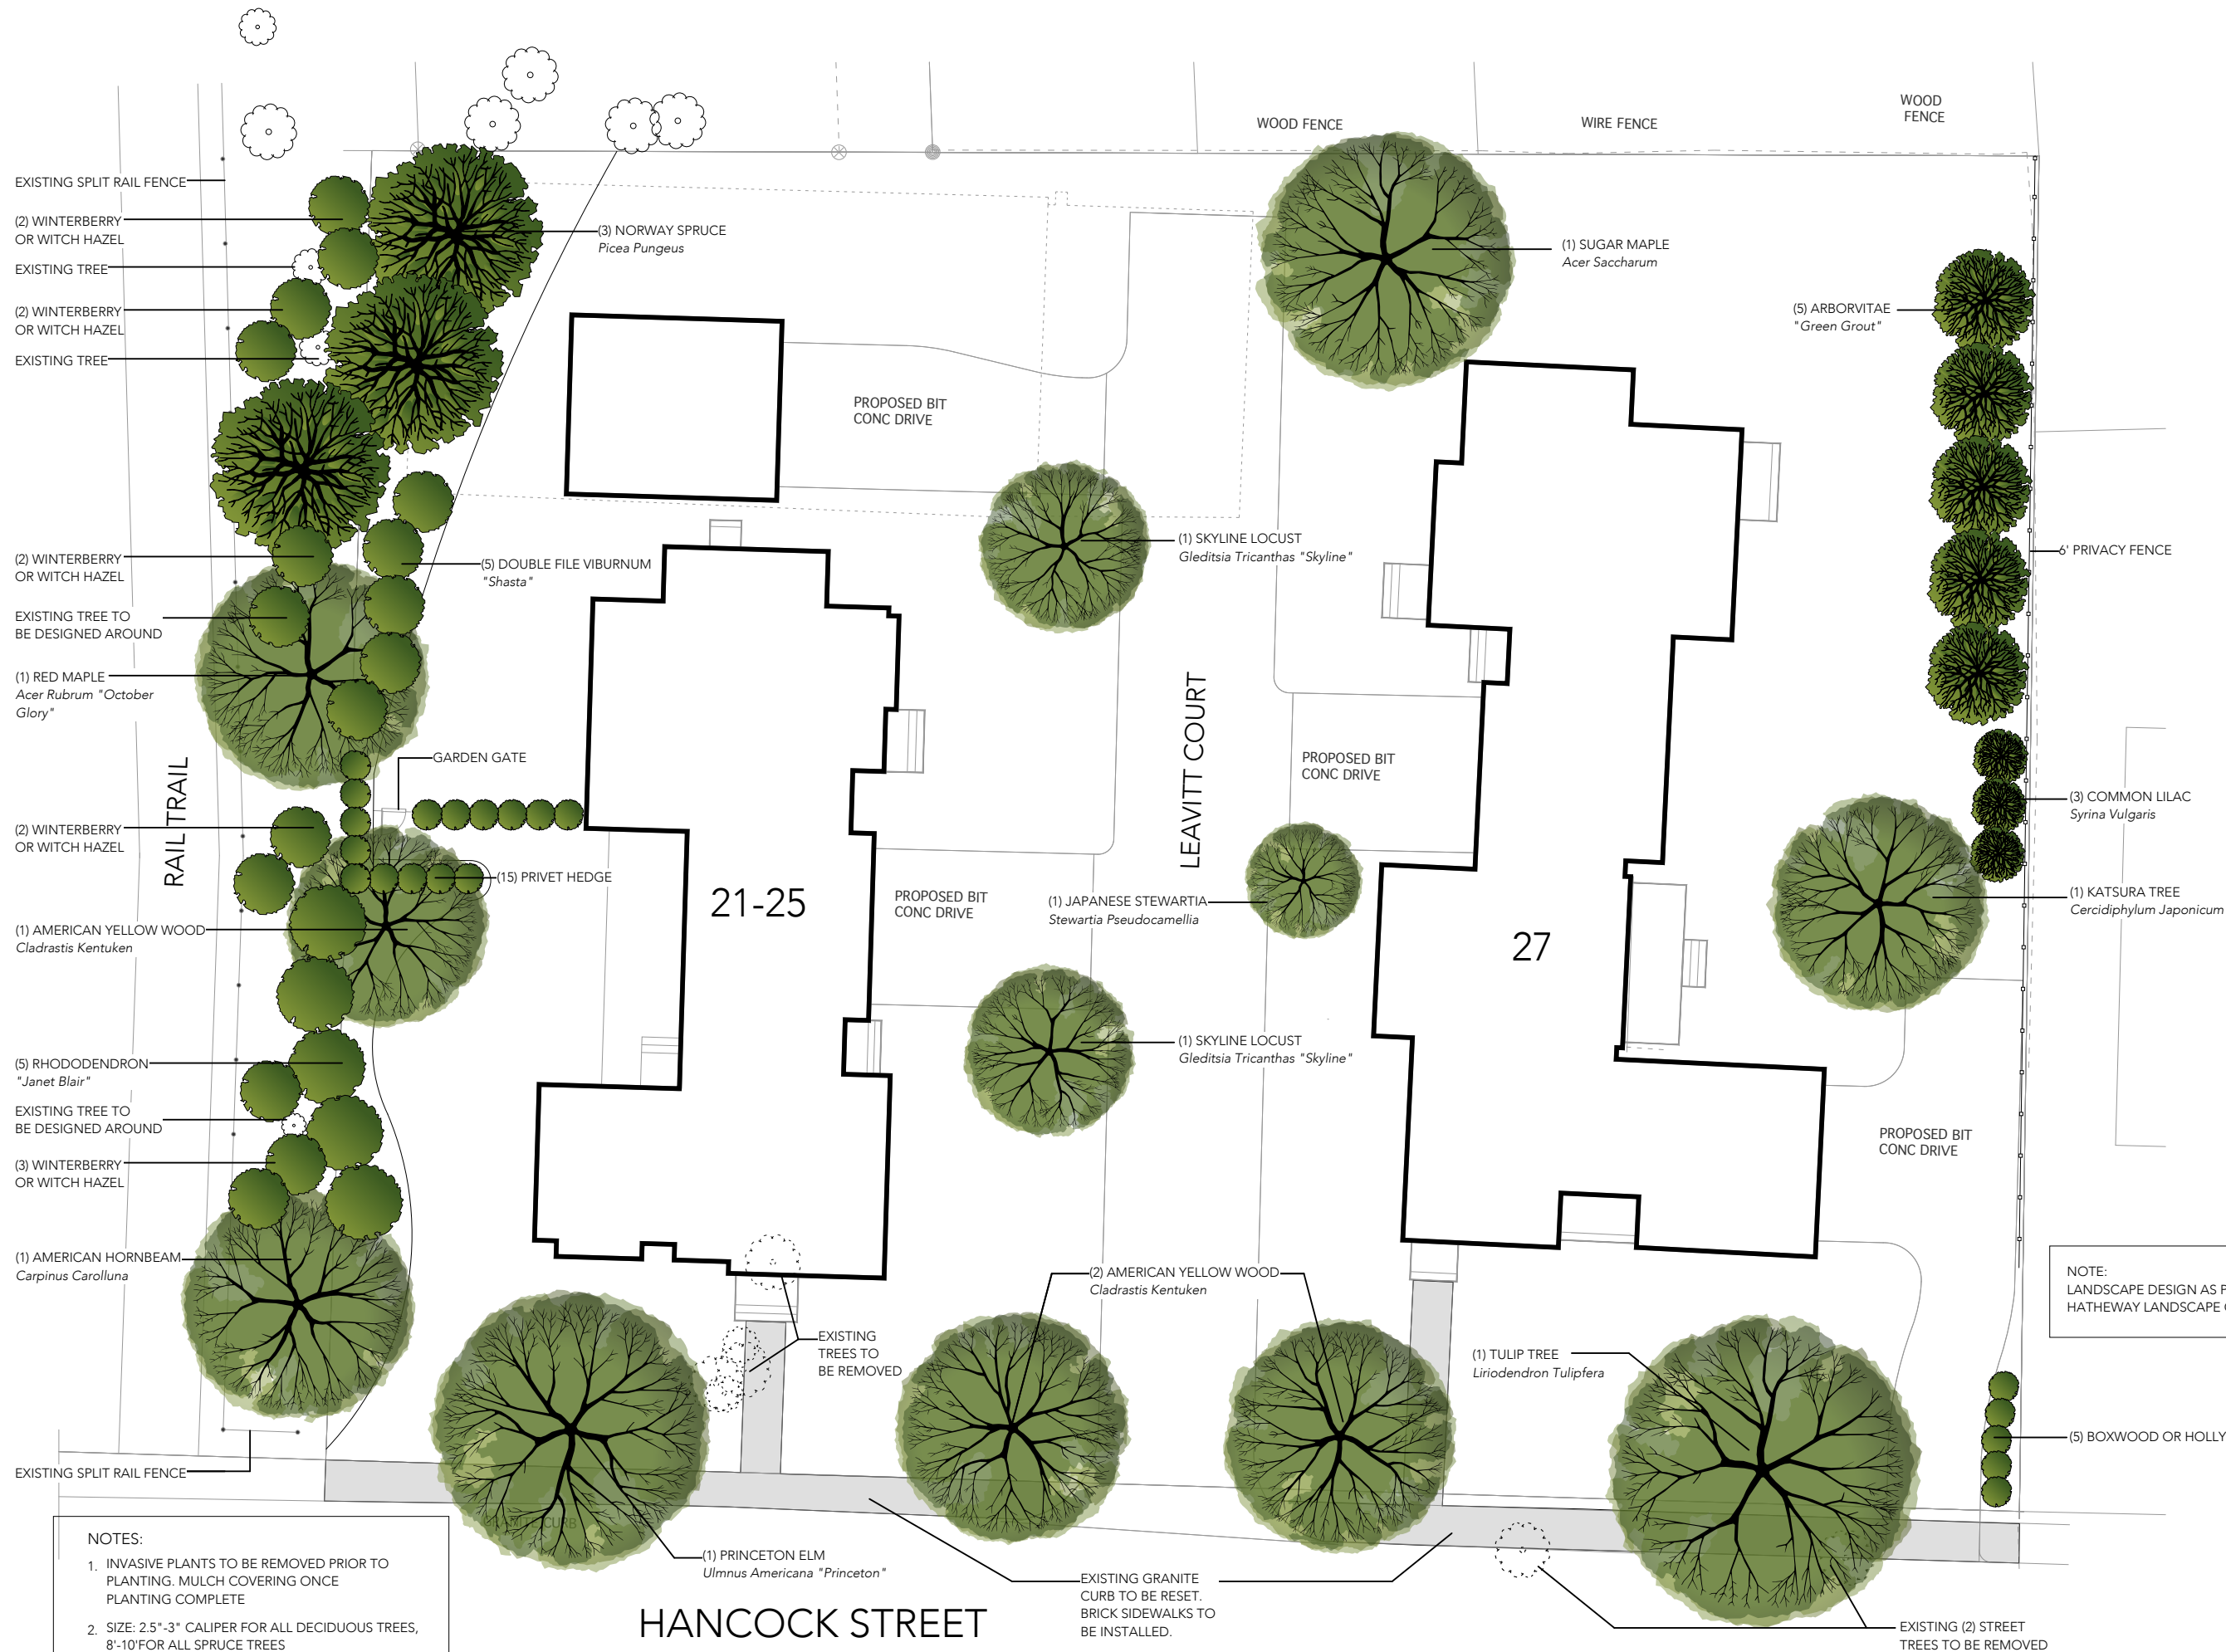 WOOD FENCE
WIRE FENCE
WOOD
FENCE
EXISTING SPLIT RAIL FENCE
(2) WINTERBERRY
OR WITCH HAZEL
EXISTING TREE
(2) WINTERBERRY
OR WITCH HAZEL
EXISTING TREE
(3) NORWAY SPRUCE
Picea Pungeus
(1) SUGAR MAPLE
Acer Saccharum
(5) ARBORVITAE
"Green Grout"
PROPOSED BIT
CONC DRIVE
(2) WINTERBERRY
OR WITCH HAZEL
(5) DOUBLE FILE VIBURNUM
"Shasta"
(1) SKYLINE LOCUST
Gleditsia Tricanthas "Skyline"
6' PRIVACY FENCE
EXISTING TREE TO
BE DESIGNED AROUND
(1) RED MAPLE
Acer Rubrum "October
Glory"
GARDEN GATE
RAIL TRAIL
LEAVITT COURT
PROPOSED BIT
CONC DRIVE
(3) COMMON LILAC
Syrina Vulgaris
(2) WINTERBERRY
OR WITCH HAZEL
(15) PRIVET HEDGE
21-25
PROPOSED BIT
CONC DRIVE
(1) JAPANESE STEWARTIA
Stewartia Pseudocamellia
27
(1) KATSURA TREE
Cercidiphylum Japonicum
(1) AMERICAN YELLOW WOOD
Cladrastis Kentuken
(1) SKYLINE LOCUST
Gleditsia Tricanthas "Skyline"
(5) RHODODENDRON
"Janet Blair"
EXISTING TREE TO
BE DESIGNED AROUND
(3) WINTERBERRY
OR WITCH HAZEL
PROPOSED BIT
CONC DRIVE
(1) AMERICAN HORNBEAM
Carpinus Carolluna
(2) AMERICAN YELLOW WOOD
Cladrastis Kentuken
NOTE:
LANDSCAPE DESIGN AS
HATHEWAY LANDSCAPE
EXISTING
TREES TO
BE REMOVED
(1) TULIP TREE
Liriodendron Tulipfera
(5) BOXWOOD OR HOLLY
EXISTING SPLIT RAIL FENCE
CURB
NOTES:
1. INVASIVE PLANTS TO BE REMOVED PRIOR TO
PLANTING. MULCH COVERING ONCE
PLANTING COMPLETE
2. SIZE: 2.5"-3" CALIPER FOR ALL DECIDUOUS TREES,
8'-10'FOR ALL SPRUCE TREES
(1) PRINCETON ELM
Ulmnus Americana "Princeton"
EXISTING GRANITE
CURB TO BE RESET.
BRICK SIDEWALKS TO
BE INSTALLED.
HANCOCK STREET
EXISTING (2) STREET
TREES TO BE REMOVED